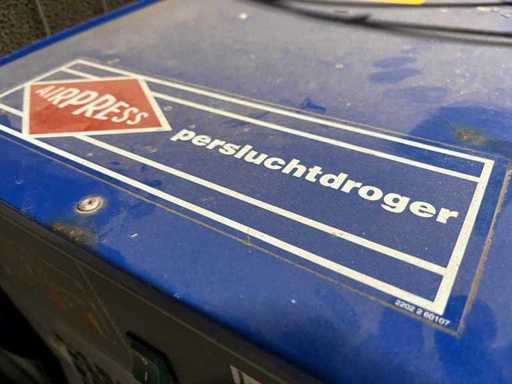 AIRPRESS
persluchtdroger
2202 2 60107